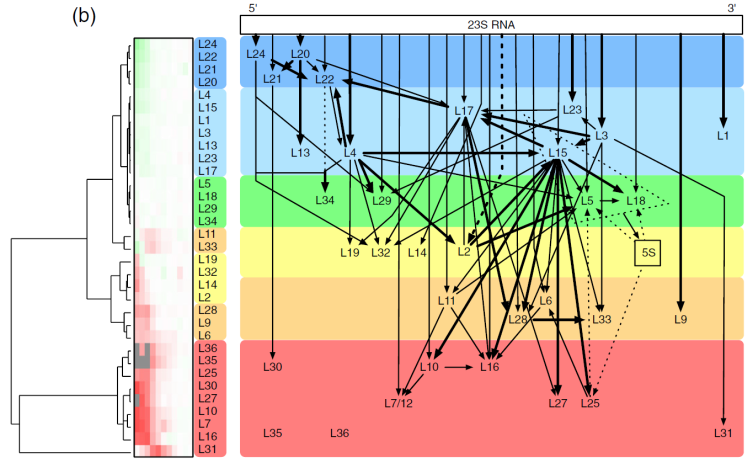 (b)
5'
3'
23S RNA
L24
L22
L21
L20
L4
L15
L1
L3
L13
L23
L17
L5
L18
L29
L34
L11
L33
L19
L32
L14
L2
L28
L9
L6
L36
L35
L25
L30
L27
L10
L7
L16
L31
L24 L20
L21 L22
L17 L23
L3 L1
L13 L4 L15
L34 L29 L5 L18
L19 L32 L14 L2 5S
L11 L6
L28 L33 L9
L30 L10 L16
L7/12 L27 L25
L35 L36 L31